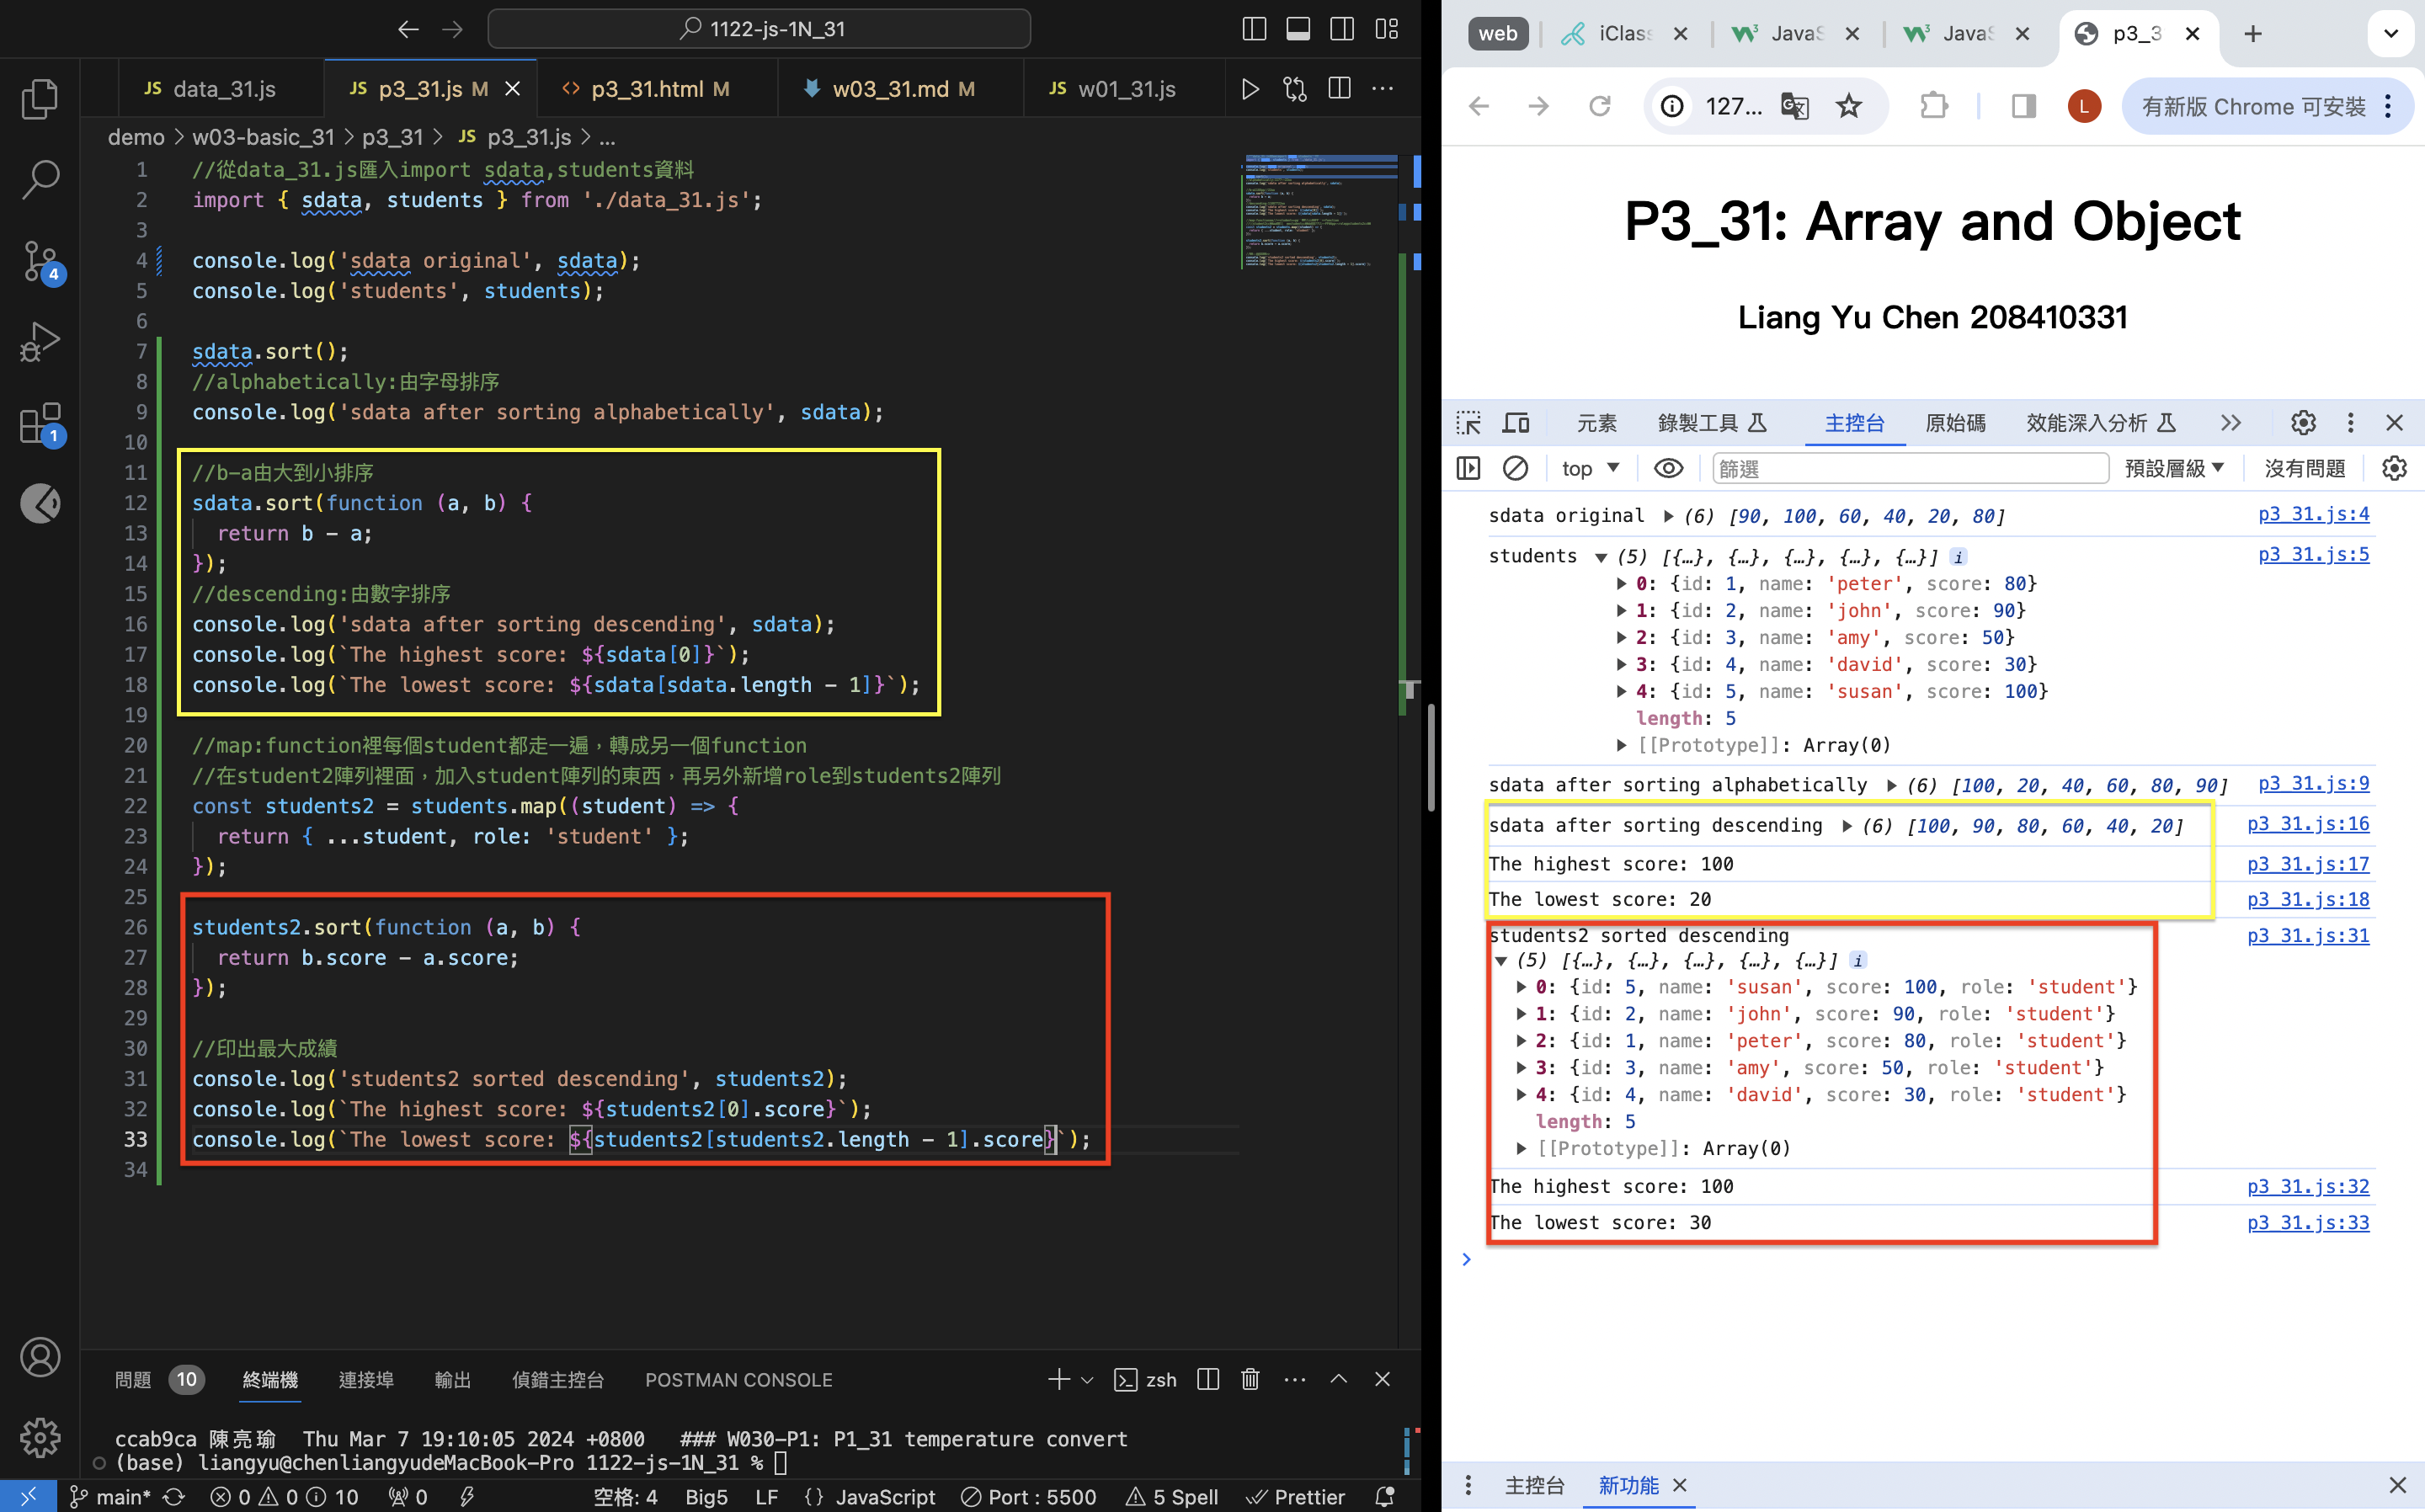 1122-js-1N_31
JS data_31.js
JS p3_31.js M
<> p3_31.html M
w03_31.md M
JS w01_31.js
demo > w03-basic_31 > p3_31 > JS p3_31.js > ...
1 //從data_31.js匯入import sdata,students資料
2 import { sdata, students } from './data_31.js';
3
4 console.log('sdata original', sdata);
5 console.log('students', students);
6
7 sdata.sort();
8 //alphabetically:由字母排序
9 console.log('sdata after sorting alphabetically', sdata);
10
11 //b-a由大到小排序
12 sdata.sort(function (a, b) {
13 return b - a;
14 });
15 //descending:由數字排序
16 console.log('sdata after sorting descending', sdata);
17 console.log(`The highest score: ${sdata[0]}`);
18 console.log(`The lowest score: ${sdata[sdata.length - 1]}`);
19
20 //map:function裡每個student都走一遍，轉成另一個function
21 //在student2陣列裡面，加入student陣列的東西，再另外新增role到students2陣列
22 const students2 = students.map((student) => {
23 return { ...student, role: 'student' };
24 });
25
26 students2.sort(function (a, b) {
27 return b.score - a.score;
28 });
29
30 //印出最大成績
31 console.log('students2 sorted descending', students2);
32 console.log(`The highest score: ${students2[0].score}`);
33 console.log(`The lowest score: ${students2[students2.length - 1].score}`);
34
4
1
問題 10 終端機 連接埠 輸出 偵錯主控台 POSTMAN CONSOLE
zsh
ccab9ca 陳亮瑜 Thu Mar 7 19:10:05 2024 +0800 ### W030-P1: P1_31 temperature convert
(base) liangyu@chenliangyudeMacBook-Pro 1122-js-1N_31 %
main* 0 0 10 0 空格: 4 Big5 LF {} JavaScript Port : 5500 5 Spell Prettier
web iClas JavaS JavaS p3_3
127... L 有新版 Chrome 可安裝
P3_31: Array and Object
Liang Yu Chen 208410331
元素 錄製工具 主控台 原始碼 效能深入分析
top 篩選 預設層級 沒有問題
sdata original (6) [90, 100, 60, 40, 20, 80] p3_31.js:4
students (5) [{…}, {…}, {…}, {…}, {…}] i p3_31.js:5
0: {id: 1, name: 'peter', score: 80}
1: {id: 2, name: 'john', score: 90}
2: {id: 3, name: 'amy', score: 50}
3: {id: 4, name: 'david', score: 30}
4: {id: 5, name: 'susan', score: 100}
length: 5
[[Prototype]]: Array(0)
sdata after sorting alphabetically (6) [100, 20, 40, 60, 80, 90] p3_31.js:9
sdata after sorting descending (6) [100, 90, 80, 60, 40, 20] p3_31.js:16
The highest score: 100 p3_31.js:17
The lowest score: 20 p3_31.js:18
students2 sorted descending p3_31.js:31
(5) [{…}, {…}, {…}, {…}, {…}] i
0: {id: 5, name: 'susan', score: 100, role: 'student'}
1: {id: 2, name: 'john', score: 90, role: 'student'}
2: {id: 1, name: 'peter', score: 80, role: 'student'}
3: {id: 3, name: 'amy', score: 50, role: 'student'}
4: {id: 4, name: 'david', score: 30, role: 'student'}
length: 5
[[Prototype]]: Array(0)
The highest score: 100 p3_31.js:32
The lowest score: 30 p3_31.js:33
主控台 新功能